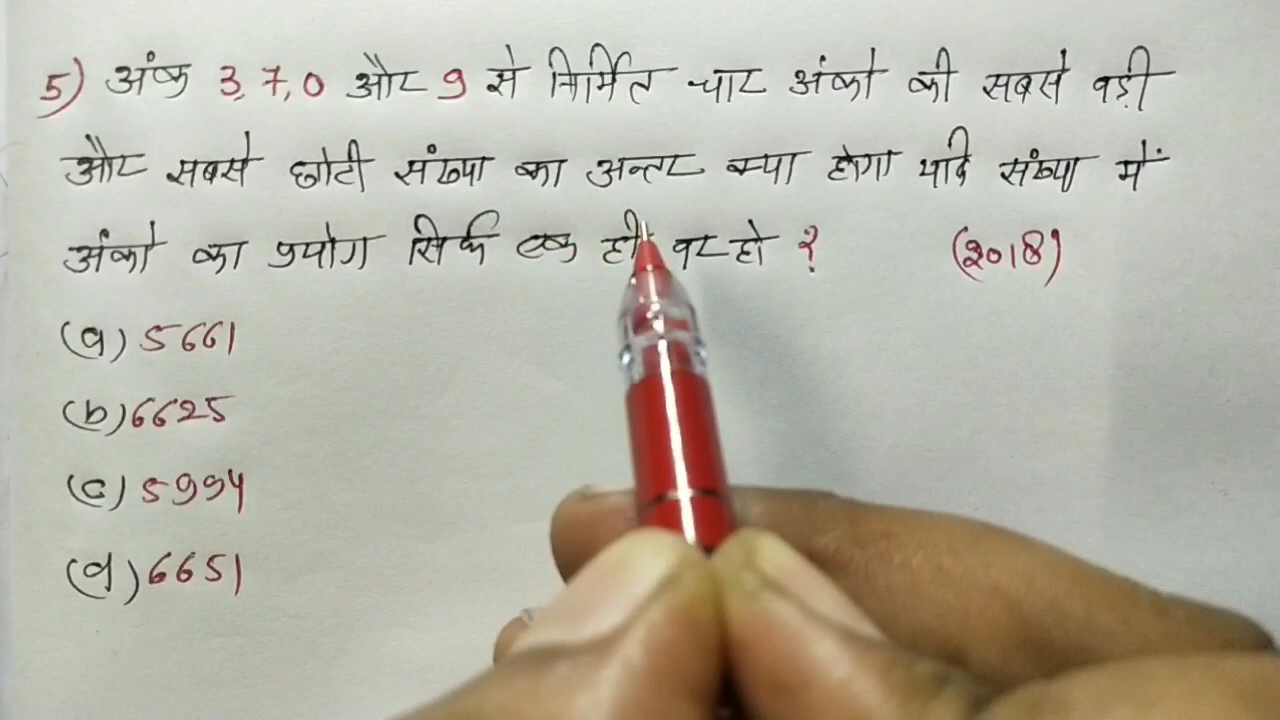 5) अंक 3,7,0 और 9 से निर्मित चार अंको की सबसे बड़ी
और सबसे छोटी संख्या का अन्तर क्या होगा यदि संख्या में
अंको का प्रयोग सिर्फ एक ही बार हो ? (2018)
(a) 5661
(b) 6625
(c) 5994
(d) 6651